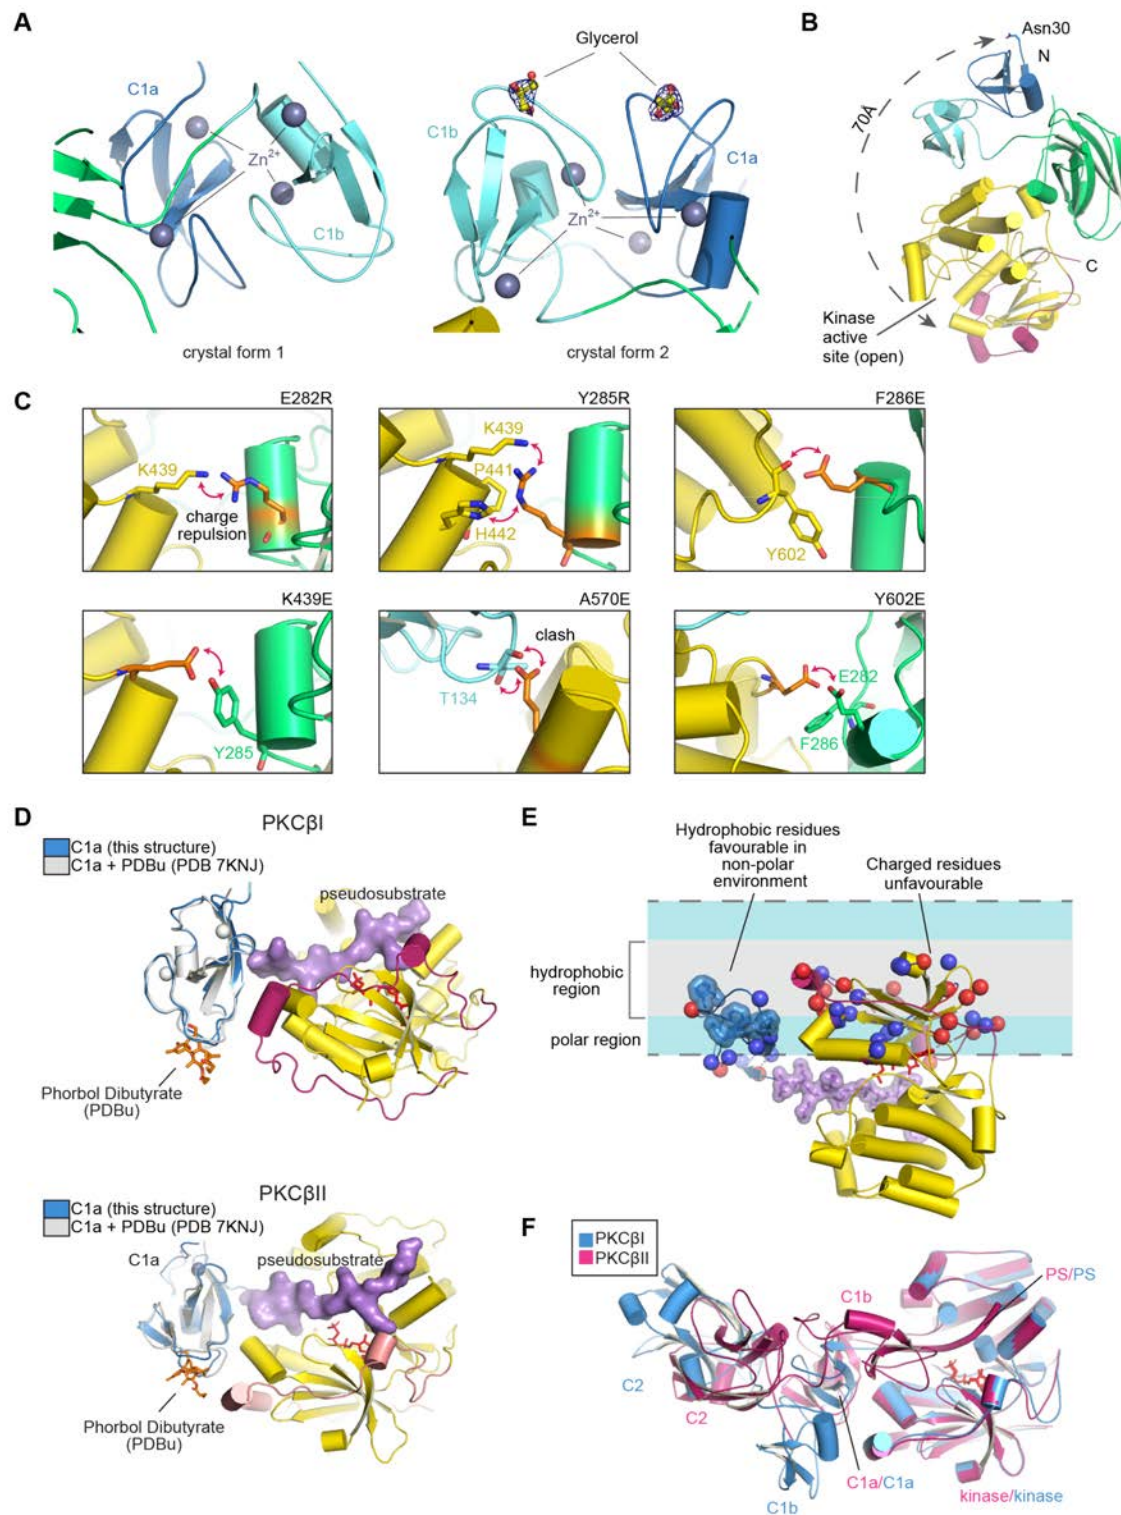 A
C1a
Zn2+
C1b
crystal form 1
Glycerol
C1b
C1a
Zn2+
crystal form 2
B
Asn30
N
70Å
C
Kinase
active
site (open)
C
E282R
K439
charge
repulsion
Y285R
K439
P441
H442
F286E
Y602
K439E
Y285
A570E
clash
T134
Y602E
E282
F286
D
PKCβI
C1a (this structure)
C1a + PDBu (PDB 7KNJ)
pseudosubstrate
Phorbol Dibutyrate
(PDBu)
PKCβII
C1a (this structure)
C1a + PDBu (PDB 7KNJ)
C1a
pseudosubstrate
Phorbol Dibutyrate
(PDBu)
E
Hydrophobic residues
favourable in
non-polar
environment
Charged residues
unfavourable
hydrophobic
region
polar region
F
PKCβI
PKCβII
C2
C2
C1b
C1b
C1a/C1a
PS/PS
kinase/kinase